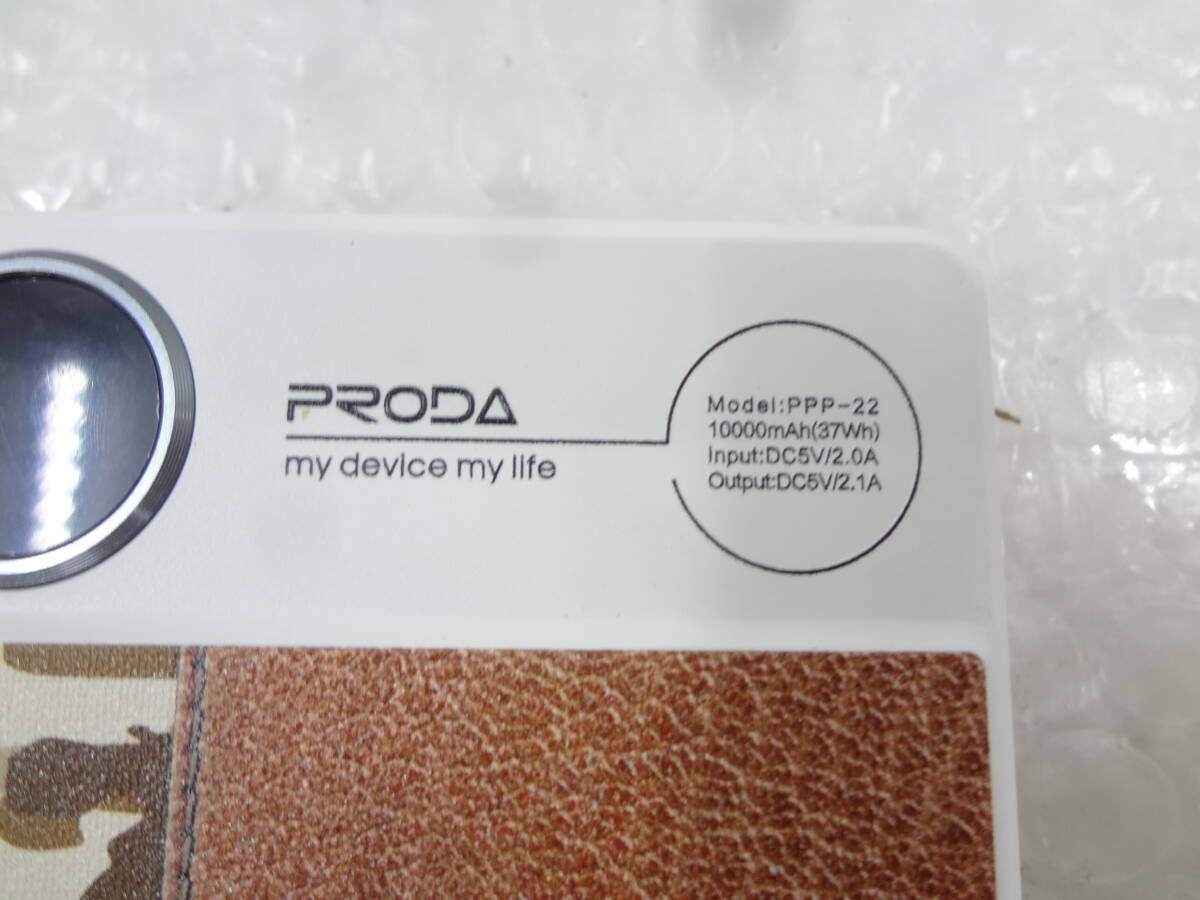 PRODA
my device my life
Model:PPP-22
10000mAh(37Wh)
Input:DC5V/2.0A
Output:DC5V/2.1A